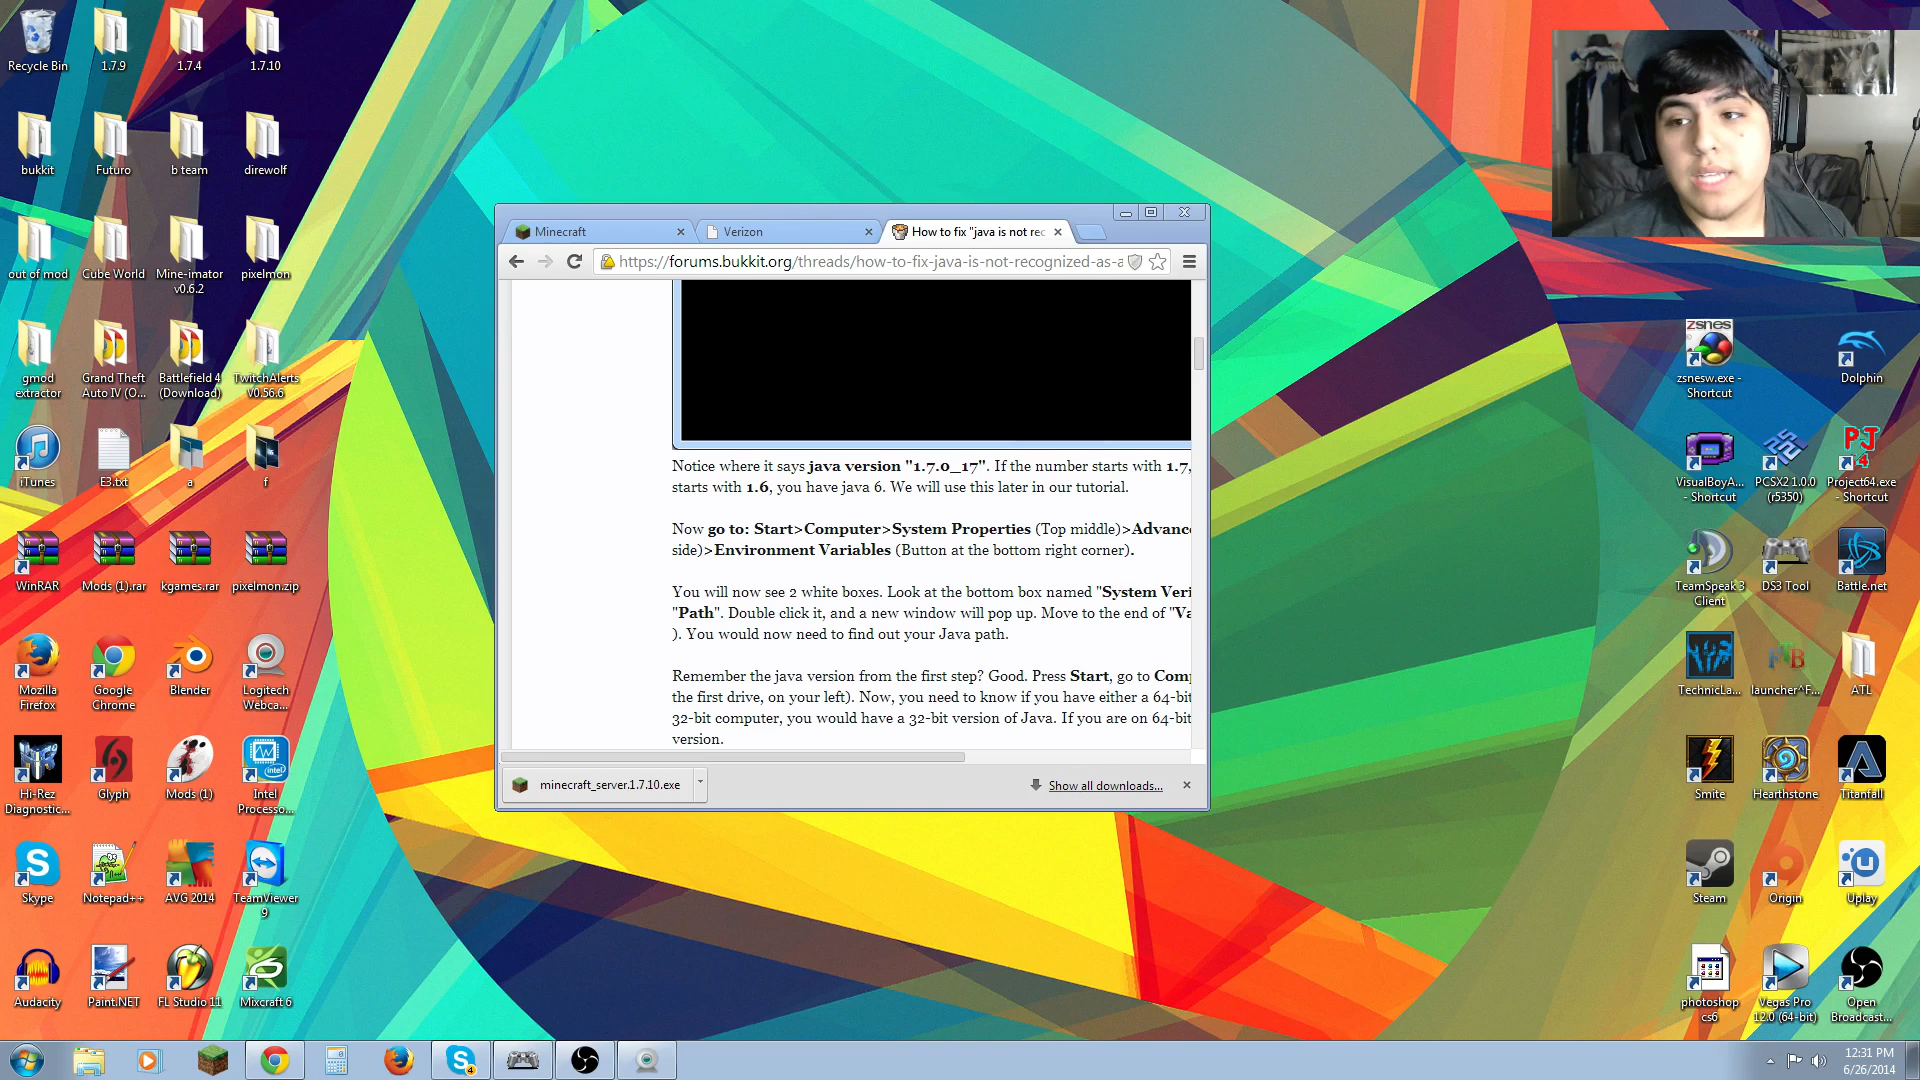 Recycle Bin
1.7.9
1.7.4
1.7.10
bukkit
Futuro
b team
direwolf
out of mod
Cube World
Mine-imator
v0.6.2
pixelmon
gmod
extractor
Grand Theft
Auto IV (O...
Battlefield 4
(Download)
TwitchAlerts
V0.56.6
iTunes
E3.txt
a
f
WinRAR
Mods (1).rar
kgames.rar
pixelmon.zip
Mozilla
Firefox
Google
Chrome
Blender
Logitech
Webca...
Hi-Rez
Diagnostic...
Glyph
Mods (1)
Intel
Processo...
Skype
Notepad++
AVG 2014
TeamViewer
9
Audacity
Paint.NET
FL Studio 11
Mixcraft 6
Minecraft
Verizon
How to fix "java is not rec
https://forums.bukkit.org/threads/how-to-fix-java-is-not-recognized-as-a
Notice where it says java version "1.7.0_17". If the number starts with 1.7,
starts with 1.6, you have java 6. We will use this later in our tutorial.
Now go to: Start>Computer>System Properties (Top middle)>Advance
side)>Environment Variables (Button at the bottom right corner).
You will now see 2 white boxes. Look at the bottom box named "System Veri
"Path". Double click it, and a new window will pop up. Move to the end of "Va
). You would now need to find out your Java path.
Remember the java version from the first step? Good. Press Start, go to Comp
the first drive, on your left). Now, you need to know if you have either a 64-bit
32-bit computer, you would have a 32-bit version of Java. If you are on 64-bit
version.
minecraft_server.1.7.10.exe
Show all downloads...
zsnes
zsnesw.exe -
Shortcut
Dolphin
VisualBoyA...
- Shortcut
PCSX2 1.0.0
(r5350)
PJ
4
Project64.exe
- Shortcut
TeamSpeak 3
Client
DS3 Tool
Battle.net
TechnicLa...
launcher^F...
ATL
Smite
Hearthstone
Titanfall
Steam
Origin
Uplay
photoshop
cs6
Vegas Pro
12.0 (64-bit)
Open
Broadcast...
4
12:31 PM
6/26/2014